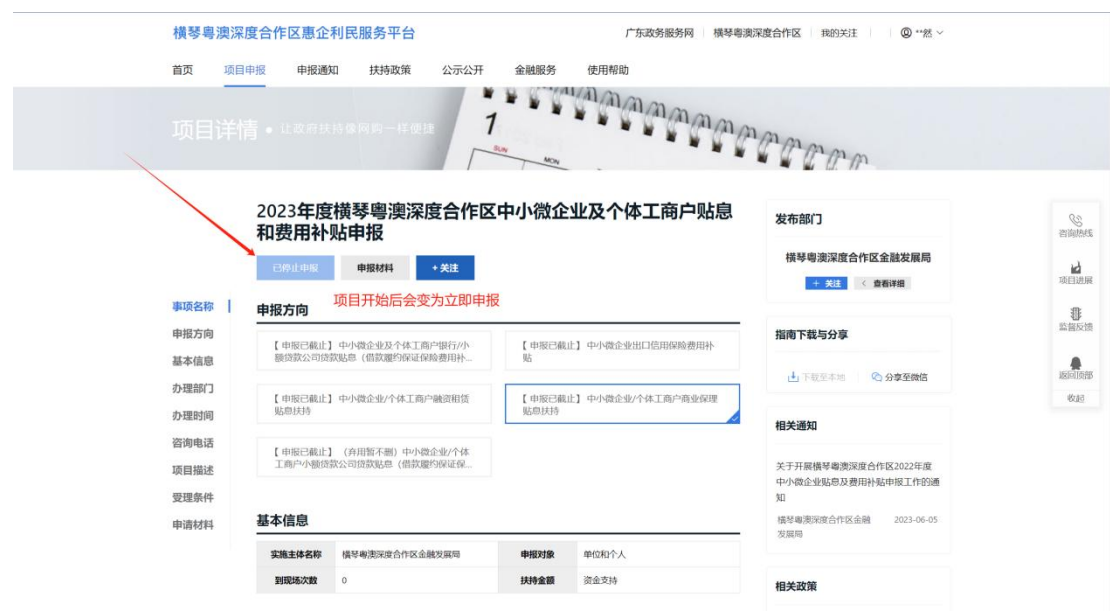 横琴粤澳深度合作区惠企利民服务平台
广东政务服务网 横琴粤澳深度合作区 我的关注 **然
首页 项目申报 申报通知 扶持政策 公示公开 金融服务 使用帮助
项目详情 • 让政府扶持像网购一样便捷
1
SUN MON
2023年度横琴粤澳深度合作区中小微企业及个体工商户贴息
和费用补贴申报
已停止申报 申报材料 +关注
项目开始后会变为立即申报
事项名称
申报方向
基本信息
办理部门
办理时间
咨询电话
项目描述
受理条件
申请材料
申报方向
【 申报已截止】 中小微企业及个体工商户银行/小
额贷款公司贷款贴息（借款履约保证保险费用补...
【 申报已截止】 中小微企业出口信用保险费用补
贴
【 申报已截止】 中小微企业/个体工商户融资租赁
贴息扶持
【 申报已截止】 中小微企业/个体工商户商业保理
贴息扶持
【 申报已截止】 （弃用暂不删）中小微企业/个体
工商户小额贷款公司贷款贴息（借款履约保证保...
基本信息
实施主体名称 横琴粤澳深度合作区金融发展局 申报对象 单位和个人
到现场次数 0 扶持金额 资金支持
发布部门
横琴粤澳深度合作区金融发展局
+ 关注 < 查看详细
指南下载与分享
下载至本地 分享至微信
相关通知
关于开展横琴粤澳深度合作区2022年度
中小微企业贴息及费用补贴申报工作的通
知
横琴粤澳深度合作区金融 2023-06-05
发展局
相关政策
咨询热线
项目进展
监督反馈
返回顶部
收起